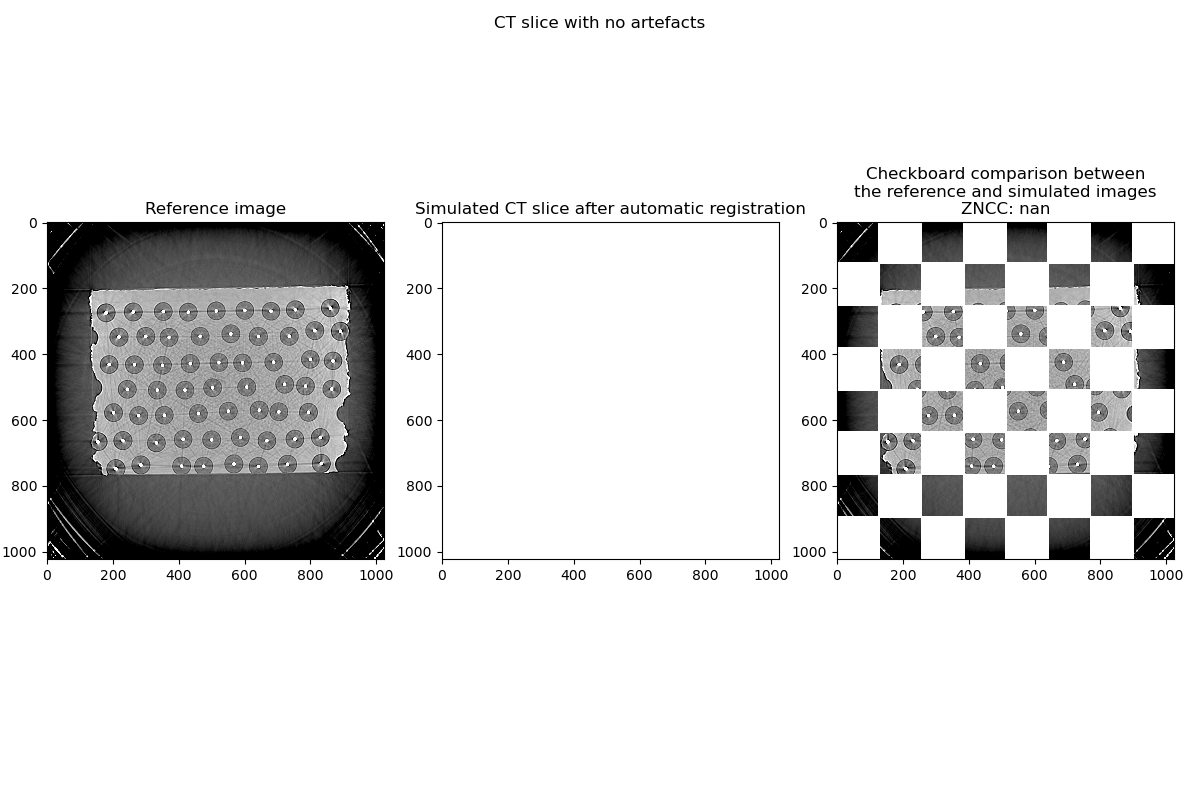 CT slice with no artefacts
Reference image
0
200
400
600
800
1000
0 200 400 600 800 1000
Simulated CT slice after automatic registration
0
200
400
600
800
1000
0 200 400 600 800 1000
Checkboard comparison between
the reference and simulated images
ZNCC: nan
0
200
400
600
800
1000
0 200 400 600 800 1000